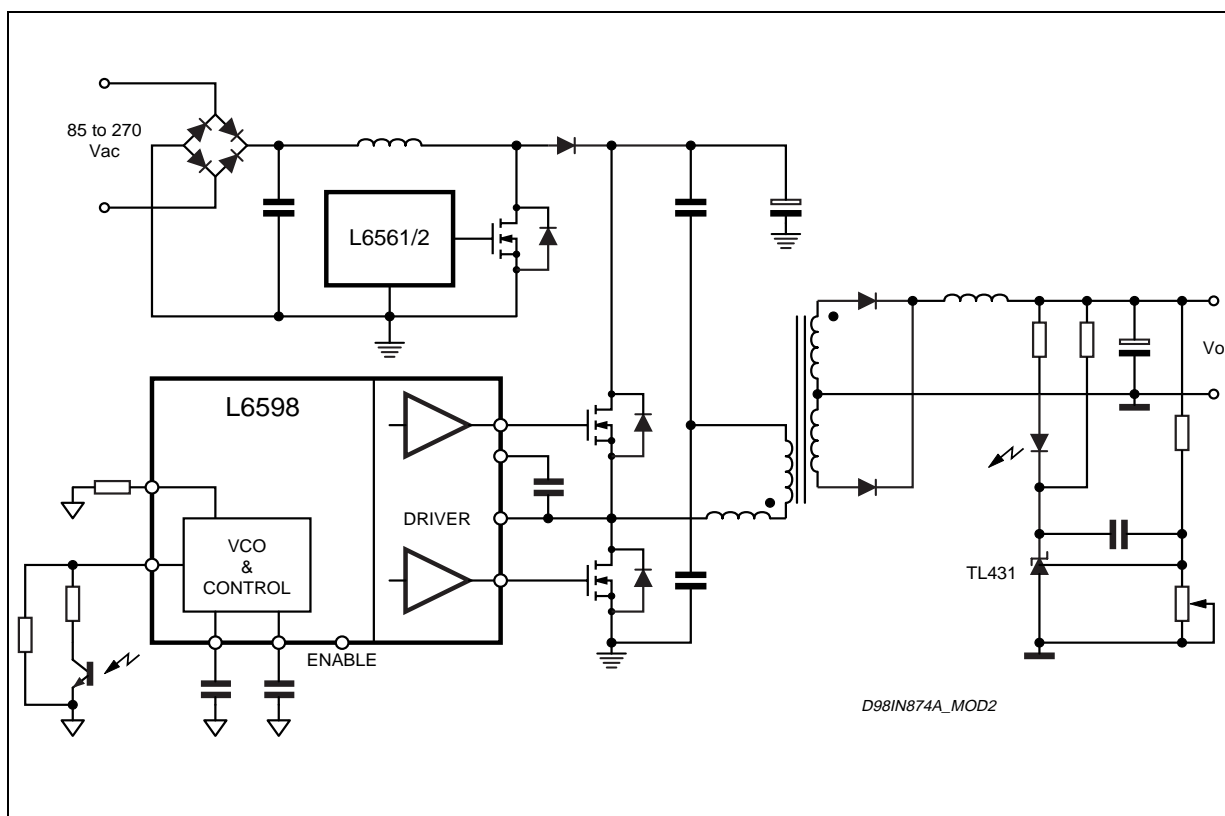 85 to 270
Vac
L6561/2
Vo
L6598
DRIVER
VCO
&
CONTROL
TL431
ENABLE
D98IN874A_MOD2